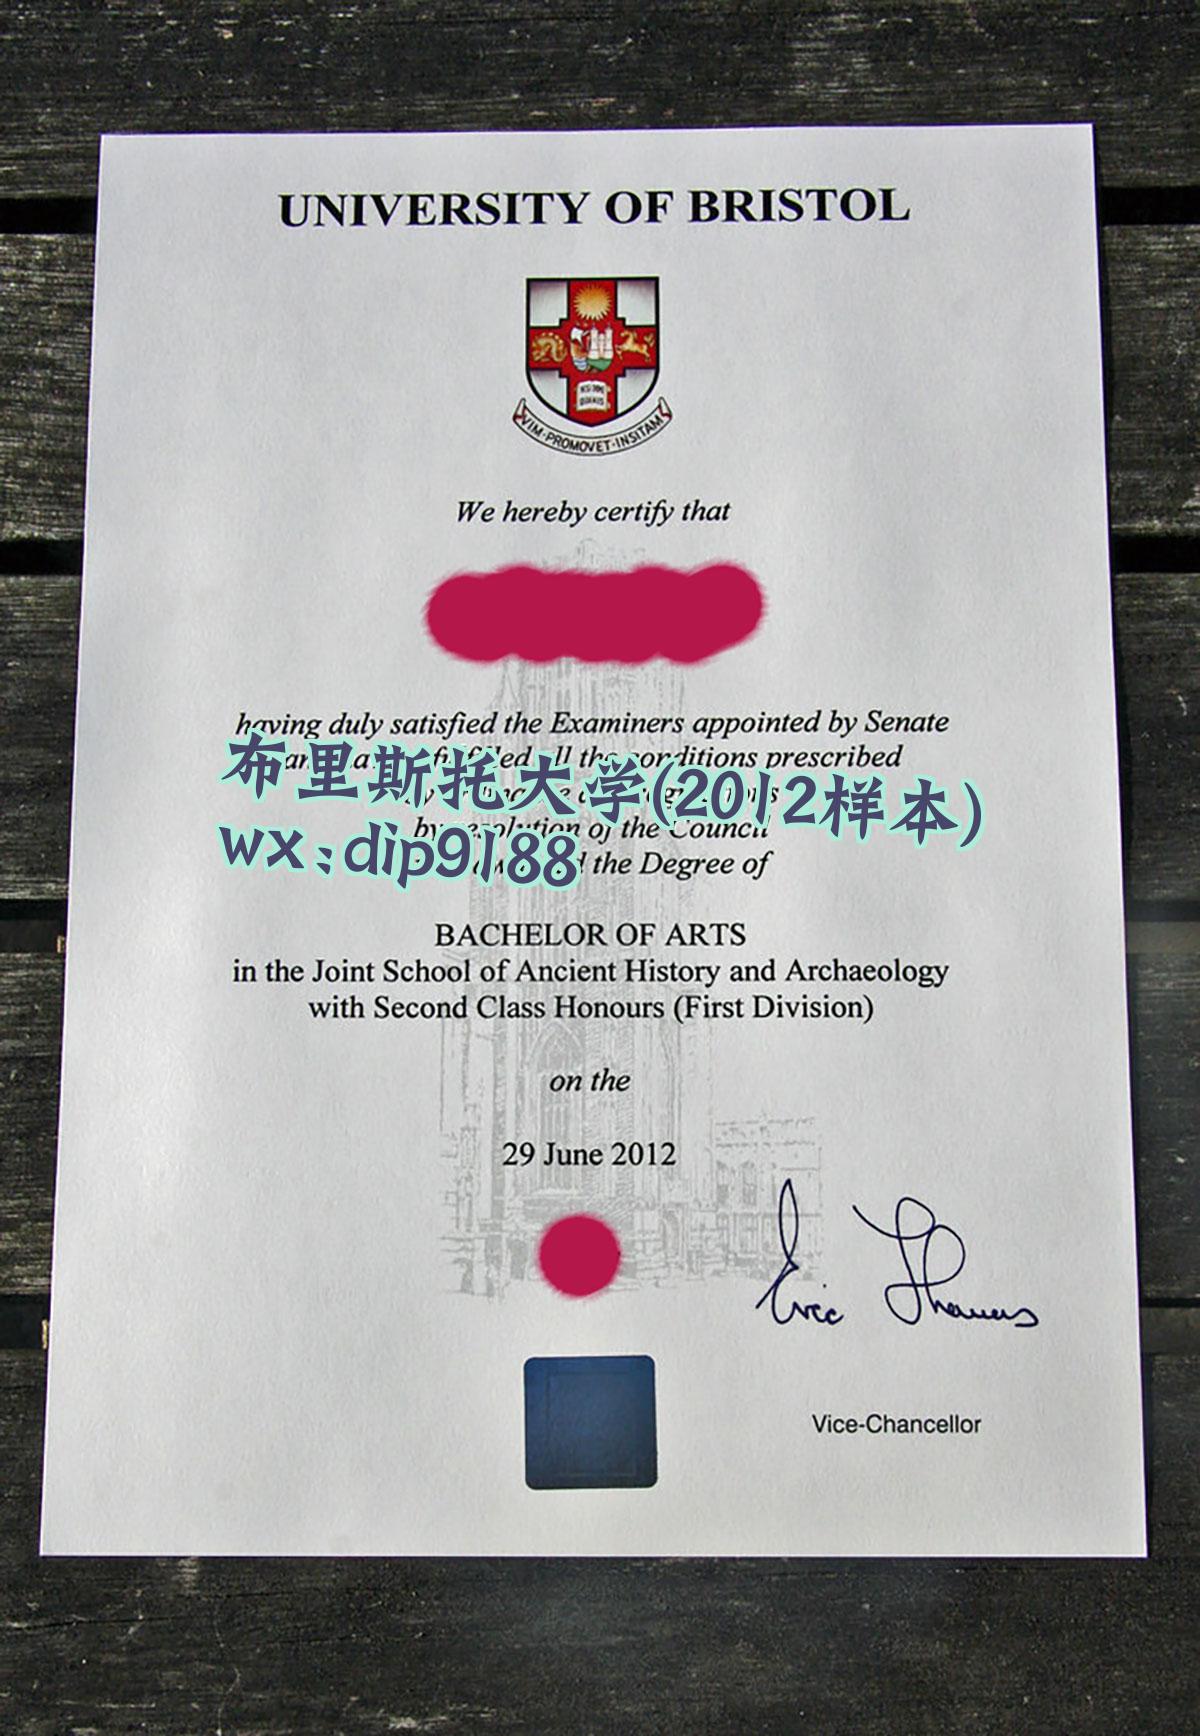 UNIVERSITY OF BRISTOL
VIM·PROMOVET·INSITAM
We hereby certify that
having duly satisfied the Examiners appointed by Senate
all the conditions prescribed
布里斯托大学(2012样本)
by resolution of the Council
wx:dip9188
the Degree of
BACHELOR OF ARTS
in the Joint School of Ancient History and Archaeology
with Second Class Honours (First Division)
on the
29 June 2012
Eric Thomas
Vice-Chancellor